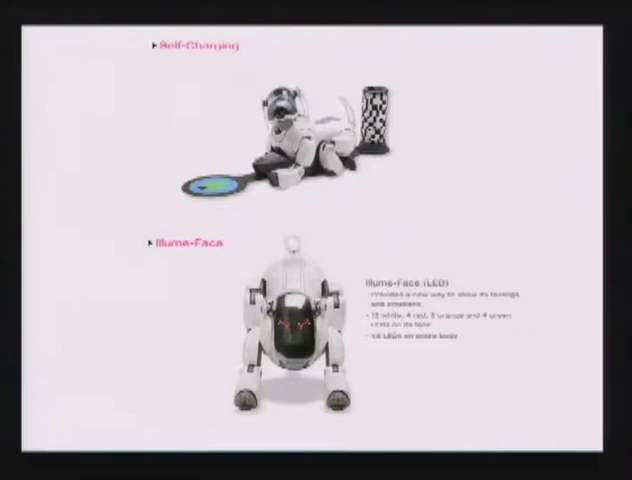 Self-Charging
Illume-Face
Illume-Face (LED)
Provides a new way to show its feelings
and emotions
12 white, 4 red, 3 orange and 4 green
LEDs on its face
LEDs on entire body